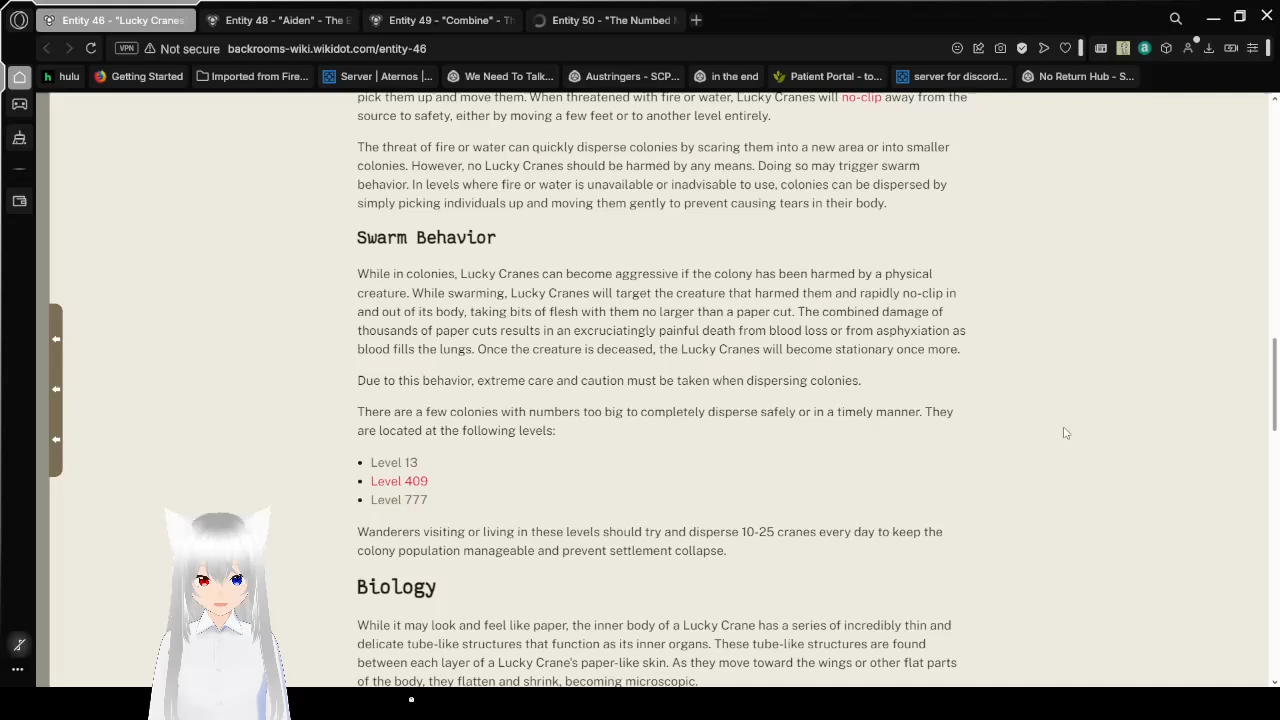 Entity 46 - "Lucky Cranes"
Entity 48 - "Aiden" - The E
Entity 49 - "Combine" - Th
Entity 50 - "The Numbed M
VPN
Not secure
backrooms-wiki.wikidot.com/entity-46
hulu
Getting Started
Imported from Fire...
Server | Aternos |...
We Need To Talk...
Austringers - SCP...
in the end
Patient Portal - to...
server for discord...
No Return Hub - S...
pick them up and move them. When threatened with fire or water, Lucky Cranes will no-clip away from the
source to safety, either by moving a few feet or to another level entirely.
The threat of fire or water can quickly disperse colonies by scaring them into a new area or into smaller
colonies. However, no Lucky Cranes should be harmed by any means. Doing so may trigger swarm
behavior. In levels where fire or water is unavailable or inadvisable to use, colonies can be dispersed by
simply picking individuals up and moving them gently to prevent causing tears in their body.
Swarm Behavior
While in colonies, Lucky Cranes can become aggressive if the colony has been harmed by a physical
creature. While swarming, Lucky Cranes will target the creature that harmed them and rapidly no-clip in
and out of its body, taking bits of flesh with them no larger than a paper cut. The combined damage of
thousands of paper cuts results in an excruciatingly painful death from blood loss or from asphyxiation as
blood fills the lungs. Once the creature is deceased, the Lucky Cranes will become stationary once more.
Due to this behavior, extreme care and caution must be taken when dispersing colonies.
There are a few colonies with numbers too big to completely disperse safely or in a timely manner. They
are located at the following levels:
Level 13
Level 409
Level 777
Wanderers visiting or living in these levels should try and disperse 10-25 cranes every day to keep the
colony population manageable and prevent settlement collapse.
Biology
While it may look and feel like paper, the inner body of a Lucky Crane has a series of incredibly thin and
delicate tube-like structures that function as its inner organs. These tube-like structures are found
between each layer of a Lucky Crane's paper-like skin. As they move toward the wings or other flat parts
of the body, they flatten and shrink, becoming microscopic.